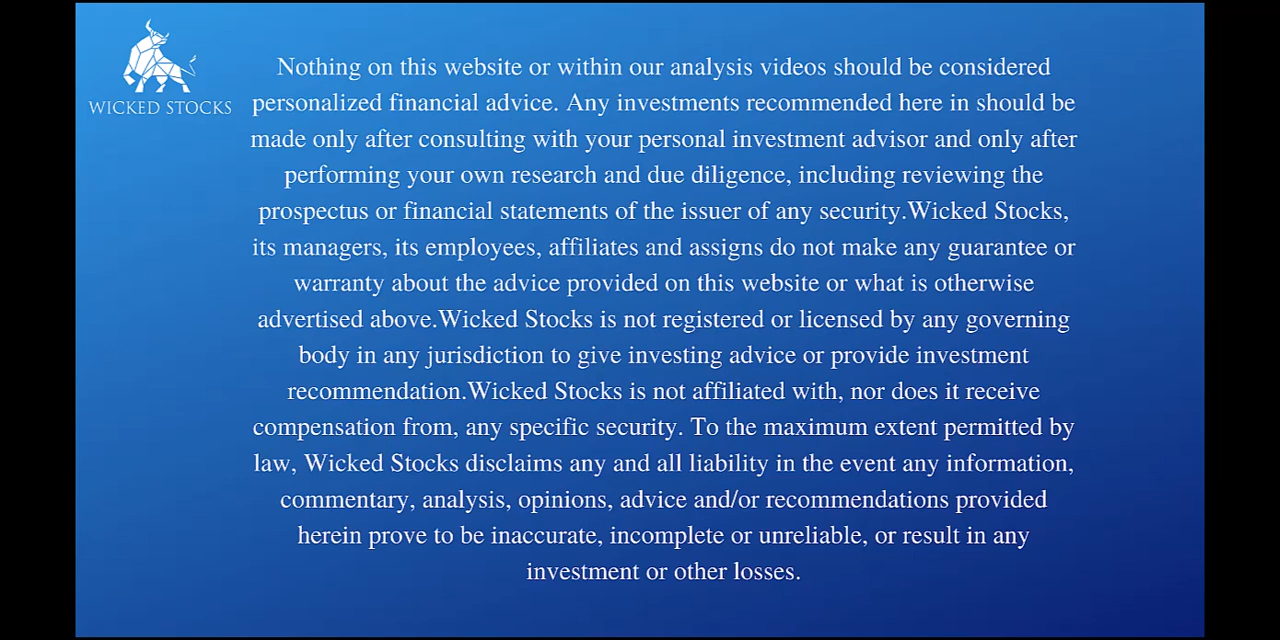 WICKED STOCKS
Nothing on this website or within our analysis videos should be considered
personalized financial advice. Any investments recommended here in should be
made only after consulting with your personal investment advisor and only after
performing your own research and due diligence, including reviewing the
prospectus or financial statements of the issuer of any security.Wicked Stocks,
its managers, its employees, affiliates and assigns do not make any guarantee or
warranty about the advice provided on this website or what is otherwise
advertised above.Wicked Stocks is not registered or licensed by any governing
body in any jurisdiction to give investing advice or provide investment
recommendation.Wicked Stocks is not affiliated with, nor does it receive
compensation from, any specific security. To the maximum extent permitted by
law, Wicked Stocks disclaims any and all liability in the event any information,
commentary, analysis, opinions, advice and/or recommendations provided
herein prove to be inaccurate, incomplete or unreliable, or result in any
investment or other losses.